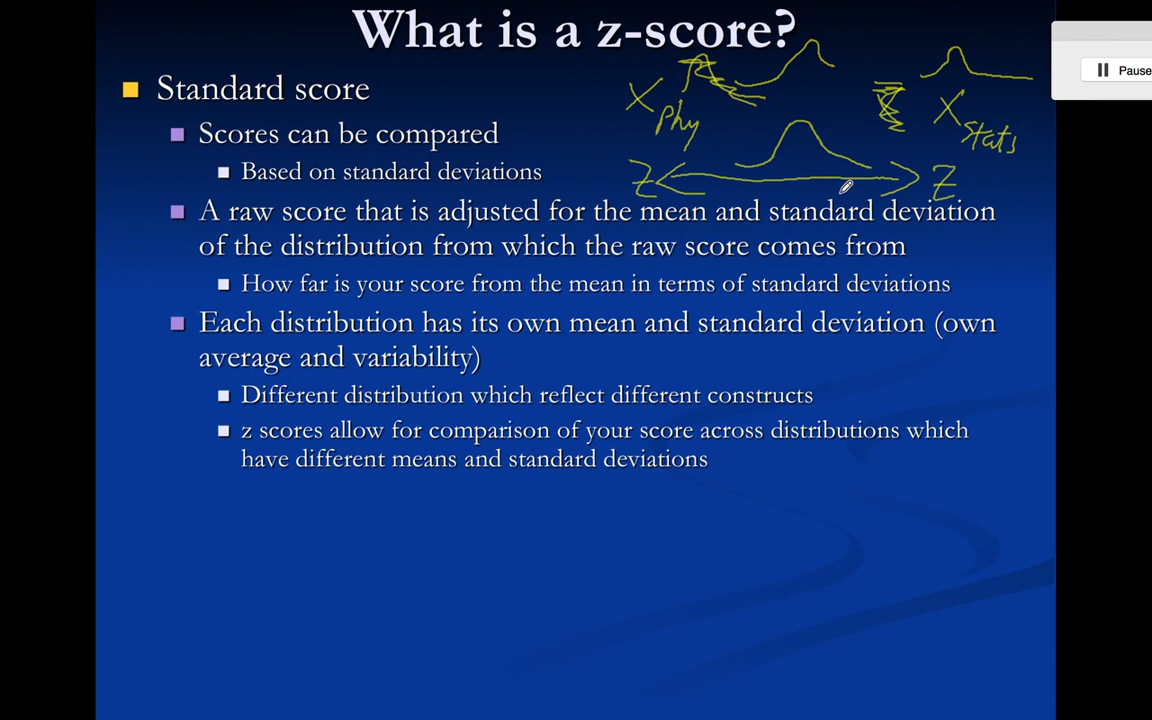 What is a z-score?
Standard score
Scores can be compared
Based on standard deviations
A raw score that is adjusted for the mean and standard deviation
of the distribution from which the raw score comes from
How far is your score from the mean in terms of standard deviations
Each distribution has its own mean and standard deviation (own
average and variability)
Different distribution which reflect different constructs
z scores allow for comparison of your score across distributions which
have different means and standard deviations
X Phy
X Stats
Z
Z
Pause